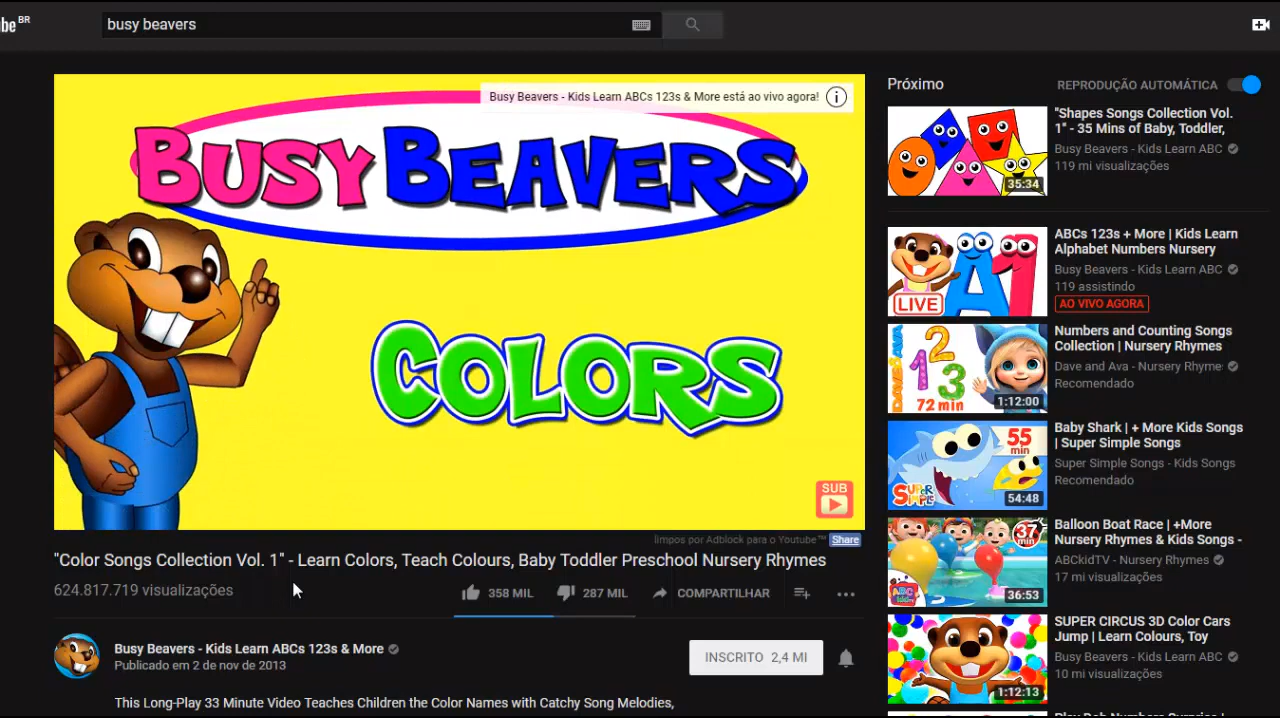 be BR
busy beavers
Busy Beavers - Kids Learn ABCs 123s & More está ao vivo agora!
BUSY BEAVERS
COLORS
SUB
limpos por Adblock para o Youtube™ Share
"Color Songs Collection Vol. 1" - Learn Colors, Teach Colours, Baby Toddler Preschool Nursery Rhymes
624.817.719 visualizações
358 MIL 287 MIL COMPARTILHAR
Busy Beavers - Kids Learn ABCs 123s & More
Publicado em 2 de nov de 2013
INSCRITO 2,4 MI
This Long-Play 33 Minute Video Teaches Children the Color Names with Catchy Song Melodies,
Próximo REPRODUÇÃO AUTOMÁTICA
35:34
"Shapes Songs Collection Vol.
1" - 35 Mins of Baby, Toddler,
Busy Beavers - Kids Learn ABC
119 mi visualizações
A 1
LIVE
ABCs 123s + More | Kids Learn
Alphabet Numbers Nursery
Busy Beavers - Kids Learn ABC
119 assistindo
AO VIVO AGORA
DAVE AVA
1 2 3
72 min
1:12:00
Numbers and Counting Songs
Collection | Nursery Rhymes
Dave and Ava - Nursery Rhyme
Recomendado
55
min
SUPER
SIMPLE
54:48
Baby Shark | + More Kids Songs
| Super Simple Songs
Super Simple Songs - Kids Songs
Recomendado
37
min
ABC
36:53
Balloon Boat Race | +More
Nursery Rhymes & Kids Songs -
ABCkidTV - Nursery Rhymes
17 mi visualizações
1:12:13
SUPER CIRCUS 3D Color Cars
Jump | Learn Colours, Toy
Busy Beavers - Kids Learn ABC
10 mi visualizações